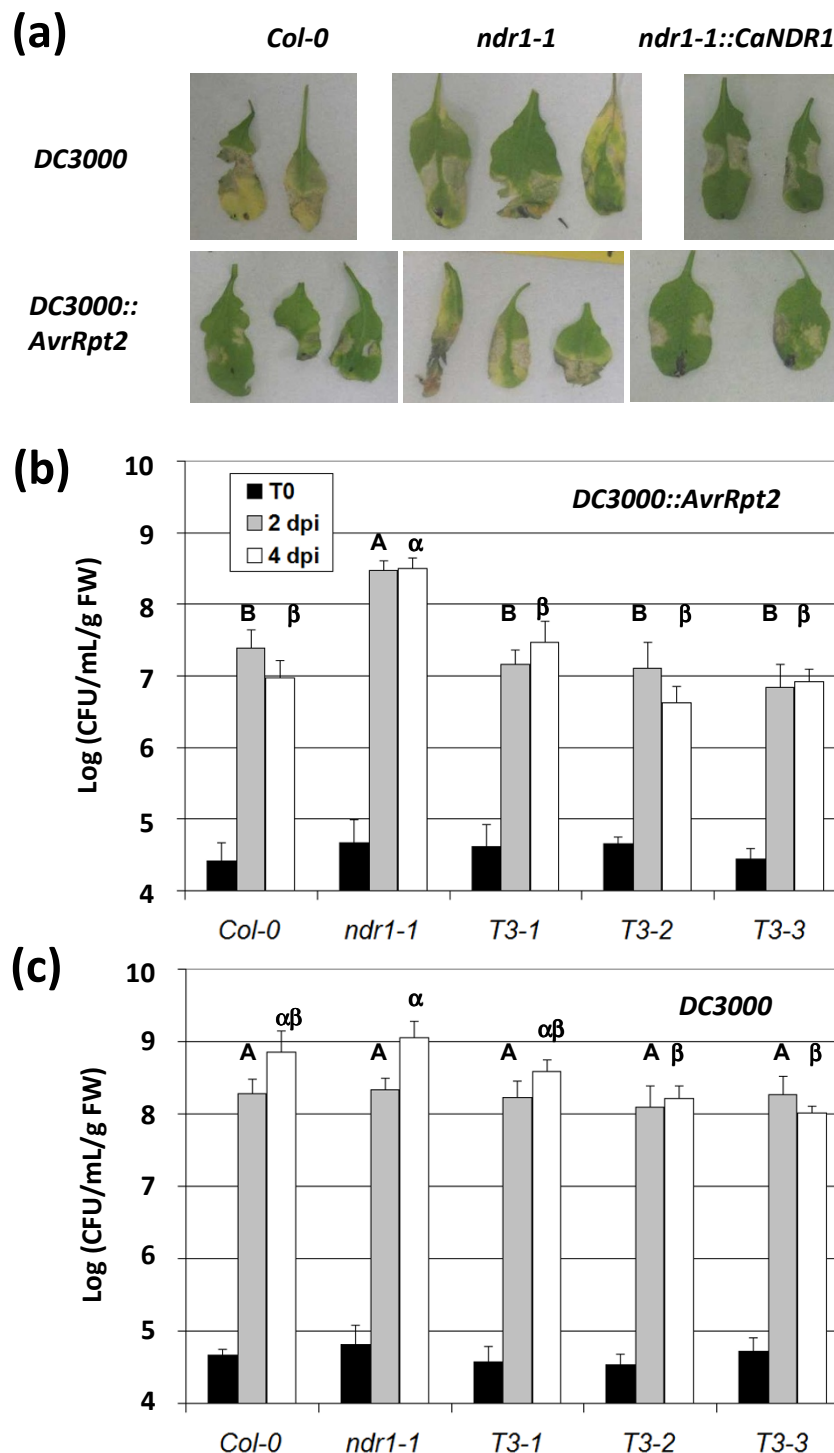 (a)
Col-0 ndr1-1 ndr1-1::CaNDR1
DC3000
DC3000::
AvrRpt2
(b)
10
9
8
7
6
5
4
Log (CFU/mL/g FW)
T0
2 dpi
4 dpi
DC3000::AvrRpt2
B β A α B β B β B β
Col-0 ndr1-1 T3-1 T3-2 T3-3
(c)
10
9
8
7
6
5
4
Log (CFU/mL/g FW)
DC3000
A αβ A α A αβ A β A β
Col-0 ndr1-1 T3-1 T3-2 T3-3